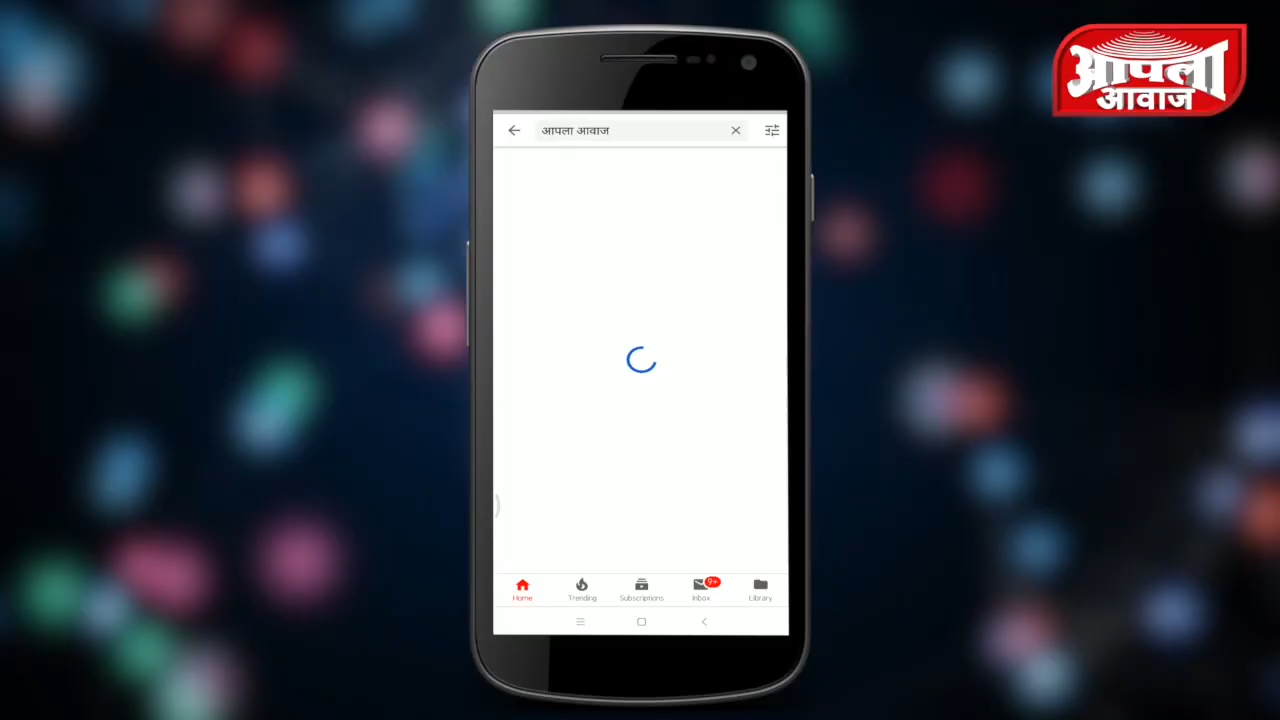 आपला
आवाज
आपला आवाज
Home
Trending
Subscriptions
9+
Inbox
Library